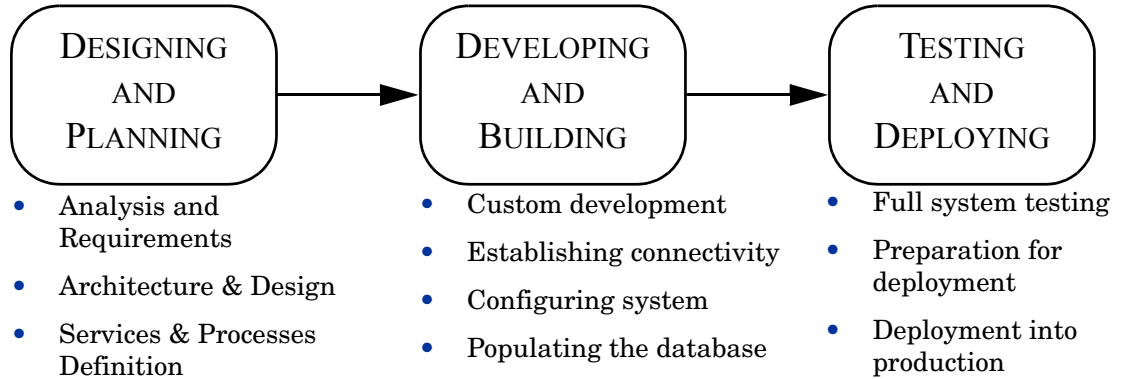 DESIGNING
AND
PLANNING
DEVELOPING
AND
BUILDING
TESTING
AND
DEPLOYING
• Analysis and
Requirements
• Architecture & Design
• Services & Processes
Definition
• Custom development
• Establishing connectivity
• Configuring system
• Populating the database
• Full system testing
• Preparation for
deployment
• Deployment into
production